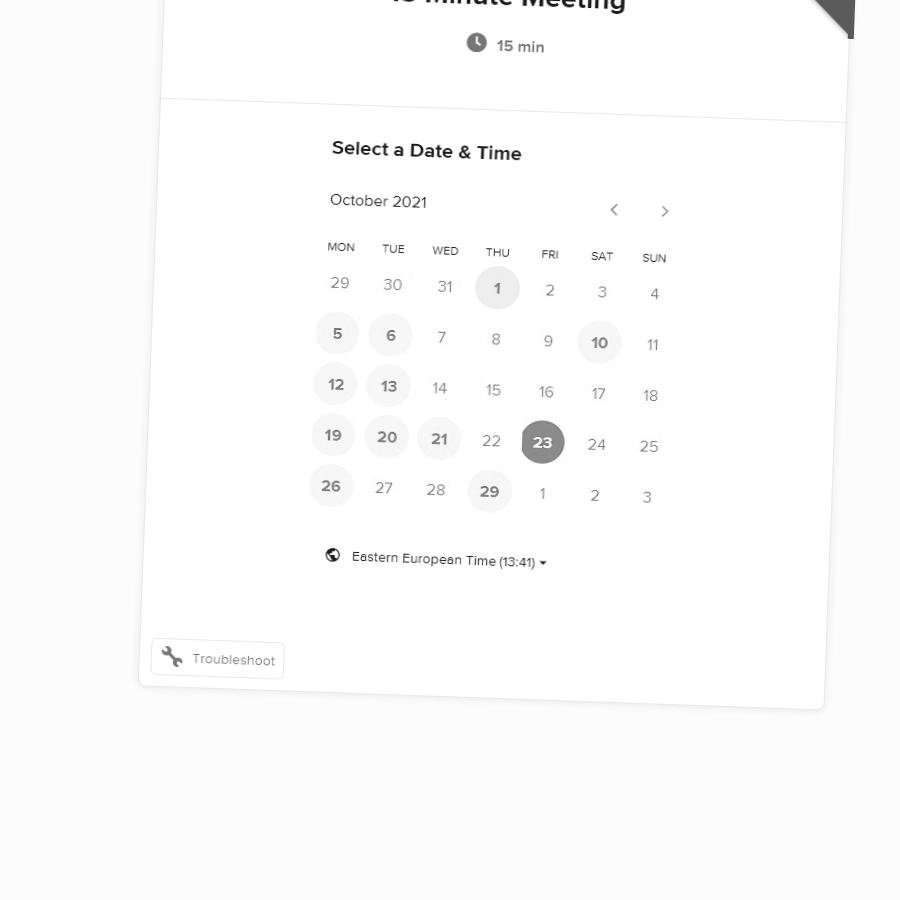 15 Minute Meeting
15 min
Select a Date & Time
October 2021
MON TUE WED THU FRI SAT SUN
29 30 31 1 2 3 4
5 6 7 8 9 10 11
12 13 14 15 16 17 18
19 20 21 22 23 24 25
26 27 28 29 1 2 3
Eastern European Time (13:41)
Troubleshoot